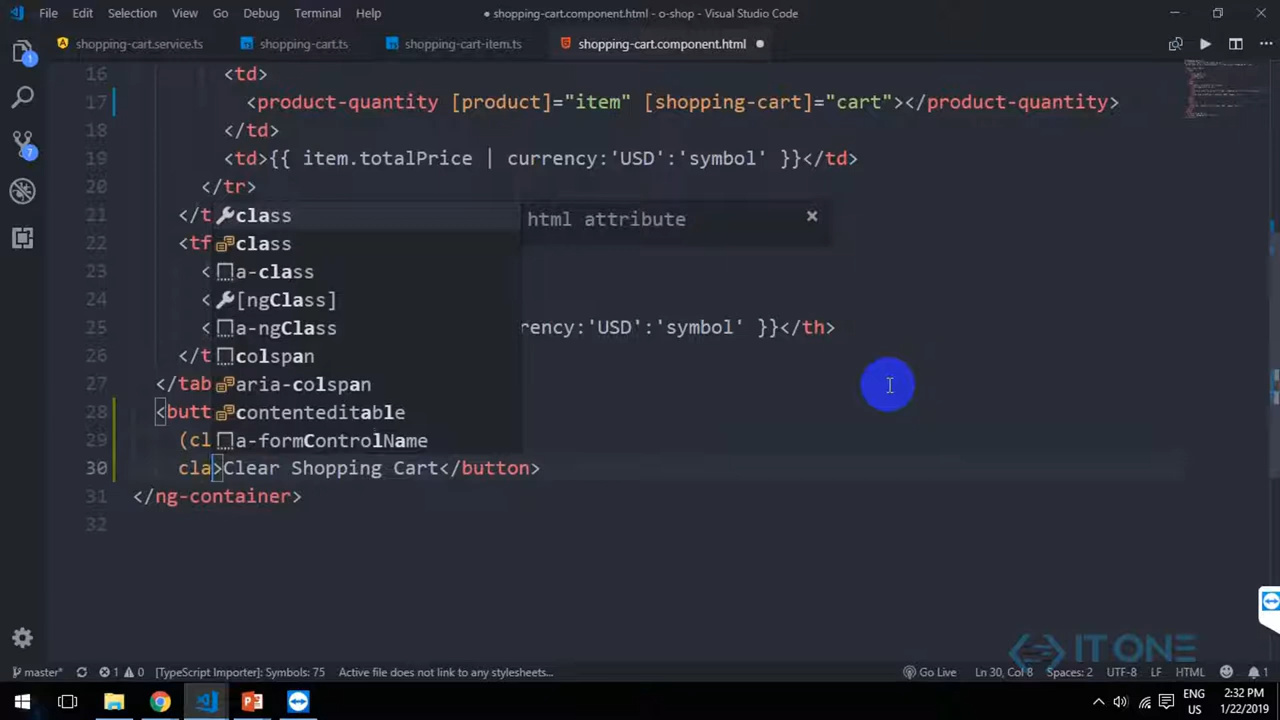 File Edit Selection View Go Debug Terminal Help
● shopping-cart.component.html - o-shop - Visual Studio Code
1
shopping-cart.service.ts
shopping-cart.ts
shopping-cart-item.ts
shopping-cart.component.html
16 <td>
17 <product-quantity [product]="item" [shopping-cart]="cart"></product-quantity>
18 </td>
19 <td>{{ item.totalPrice | currency:'USD':'symbol' }}</td>
20 </tr>
21 </t
22 <tf
23 <
24 <
25 < rency:'USD':'symbol' }}</th>
26 </t
27 </tab
28 <butt
29 (cl
30 cla>Clear Shopping Cart</button>
31 </ng-container>
32
class
html attribute
class
a-class
[ngClass]
a-ngClass
colspan
aria-colspan
contenteditable
a-formControlName
7
IT ONE
master* 1 0 [TypeScript Importer]: Symbols: 75 Active file does not link to any stylesheets... Go Live Ln 30, Col 8 Spaces: 2 UTF-8 LF HTML 1
ENG
US
2:32 PM
1/22/2019